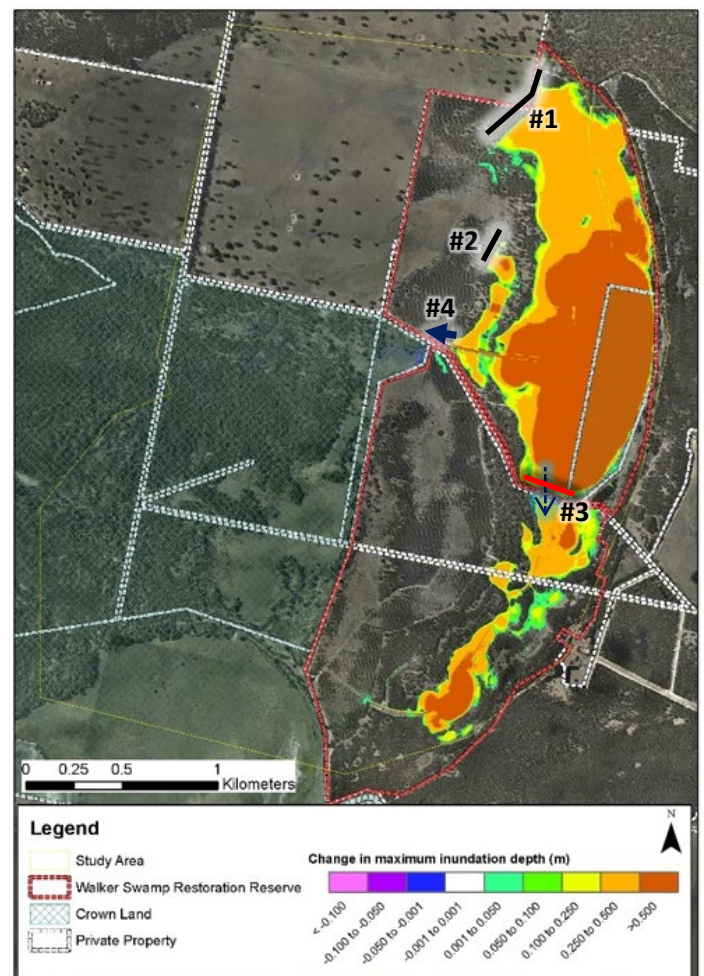 #1
#2
#4
#3
0 0.25 0.5 1
Kilometers
N
Legend
Study Area
Walker Swamp Restoration Reserve
Crown Land
Private Property
Change in maximum inundation depth (m)
< -0.100
-0.100 to -0.050
-0.050 to -0.001
-0.001 to 0.001
0.001 to 0.050
0.050 to 0.100
0.100 to 0.250
0.250 to 0.500
>0.500